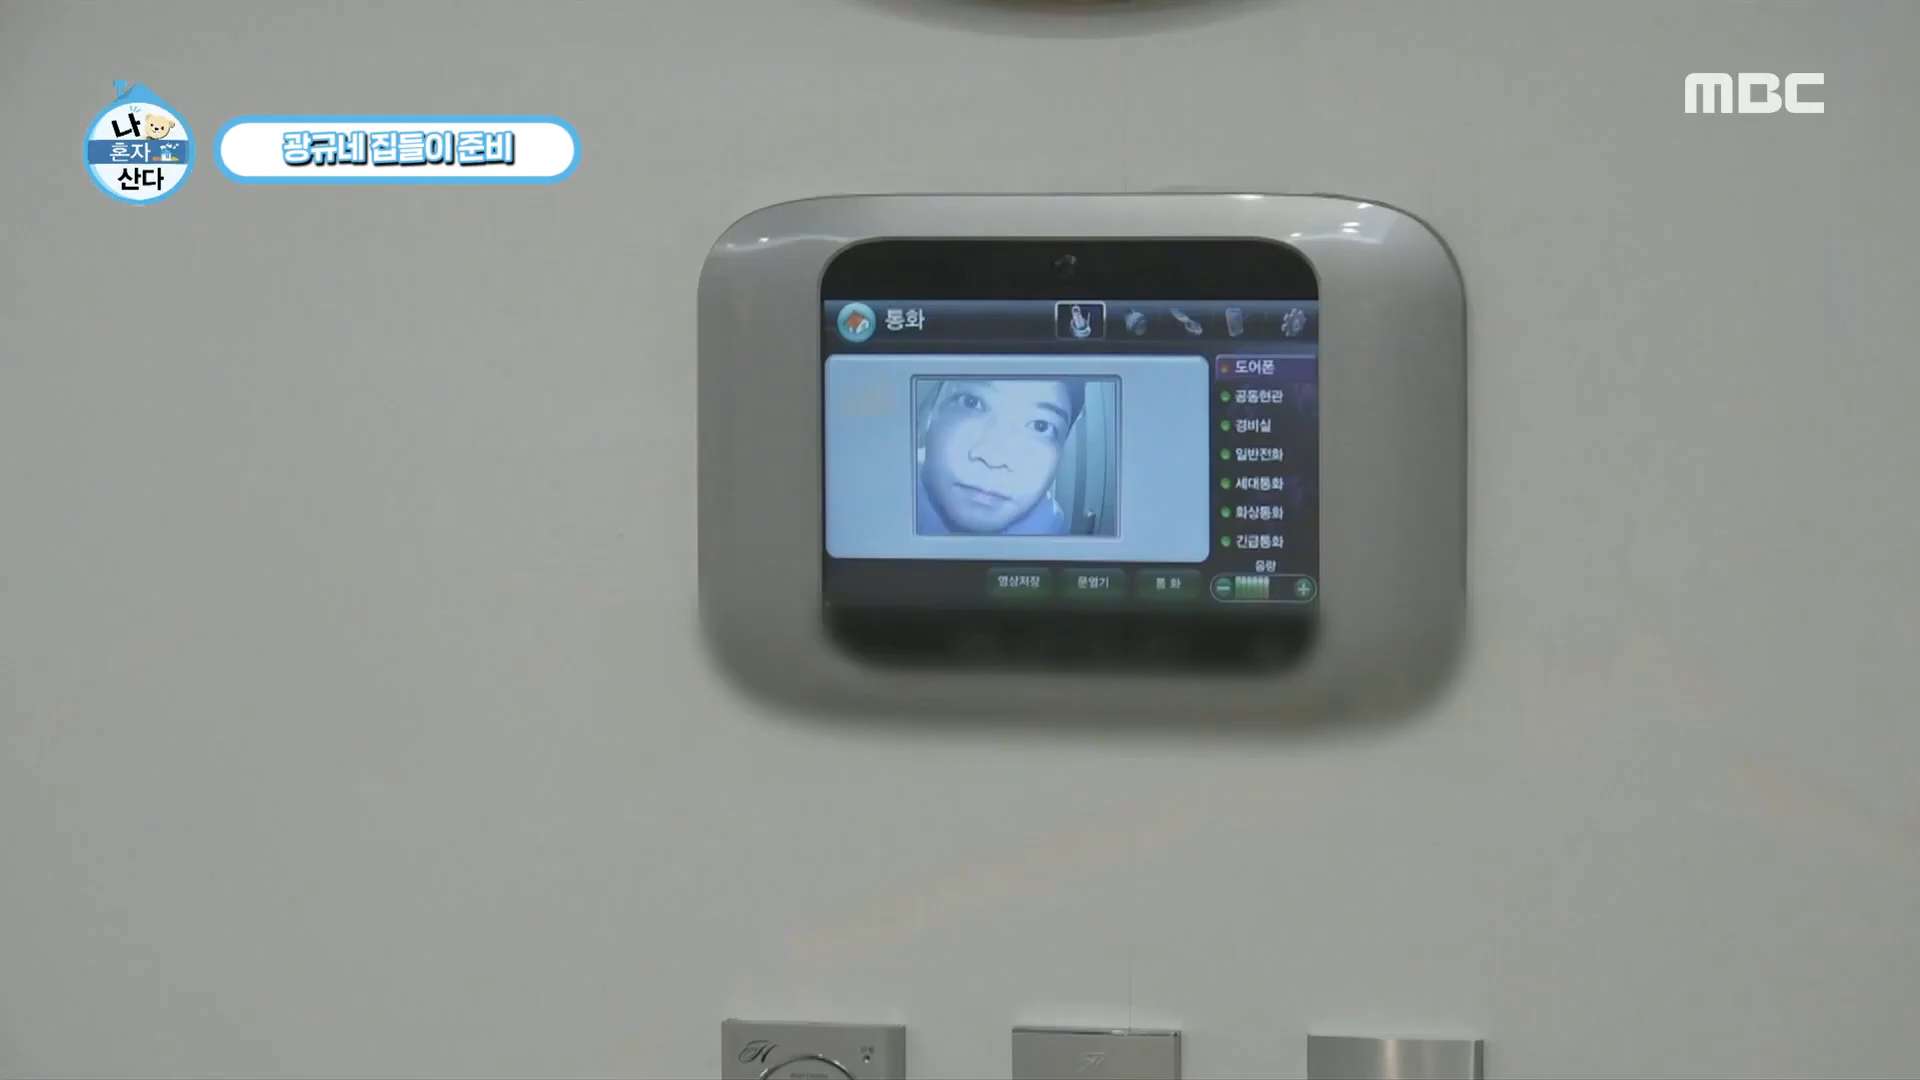 나
혼자
산다
광규네 집들이 준비
MBC
통화
도어폰
공동현관
경비실
일반전화
세대통화
화상통화
긴급통화
음량
영상저장
문열기
통화
H